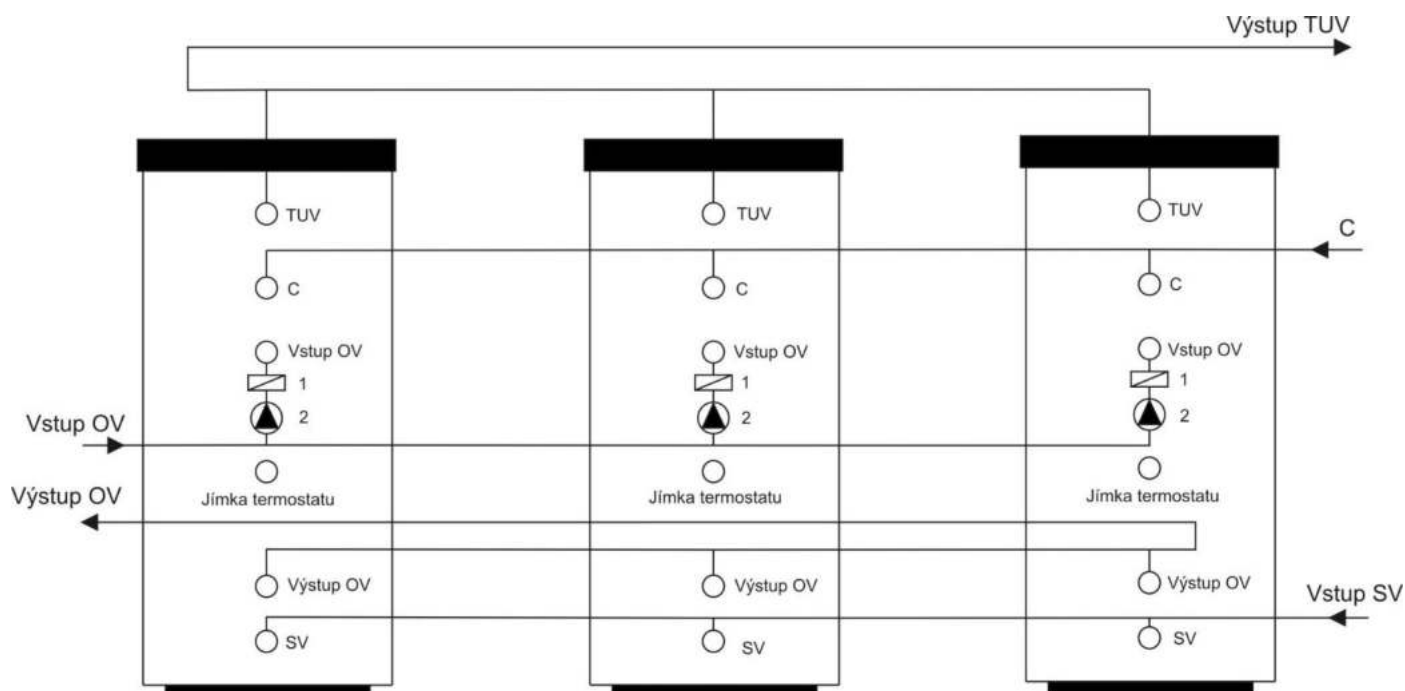 Výstup TUV
TUV
TUV
TUV
C
C
C
C
Vstup OV
Vstup OV
Vstup OV
1
1
1
Vstup OV
2
2
2
Výstup OV
Jímka termostatu
Jímka termostatu
Jímka termostatu
Výstup OV
Výstup OV
Výstup OV
Vstup SV
SV
SV
SV